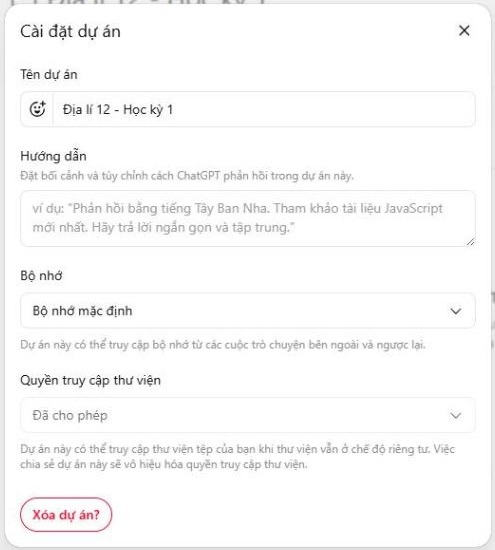 Cài đặt dự án
Tên dự án
Địa lí 12 - Học kỳ 1
Hướng dẫn
Đặt bối cảnh và tùy chỉnh cách ChatGPT phản hồi trong dự án này.
ví dụ: "Phản hồi bằng tiếng Tây Ban Nha. Tham khảo tài liệu JavaScript
mới nhất. Hãy trả lời ngắn gọn và tập trung."
Bộ nhớ
Bộ nhớ mặc định
Dự án này có thể truy cập bộ nhớ từ các cuộc trò chuyện bên ngoài và ngược lại.
Quyền truy cập thư viện
Đã cho phép
Dự án này có thể truy cập thư viện tệp của bạn khi thư viện vẫn ở chế độ riêng tư. Việc
chia sẻ dự án này sẽ vô hiệu hóa quyền truy cập thư viện.
Xóa dự án?